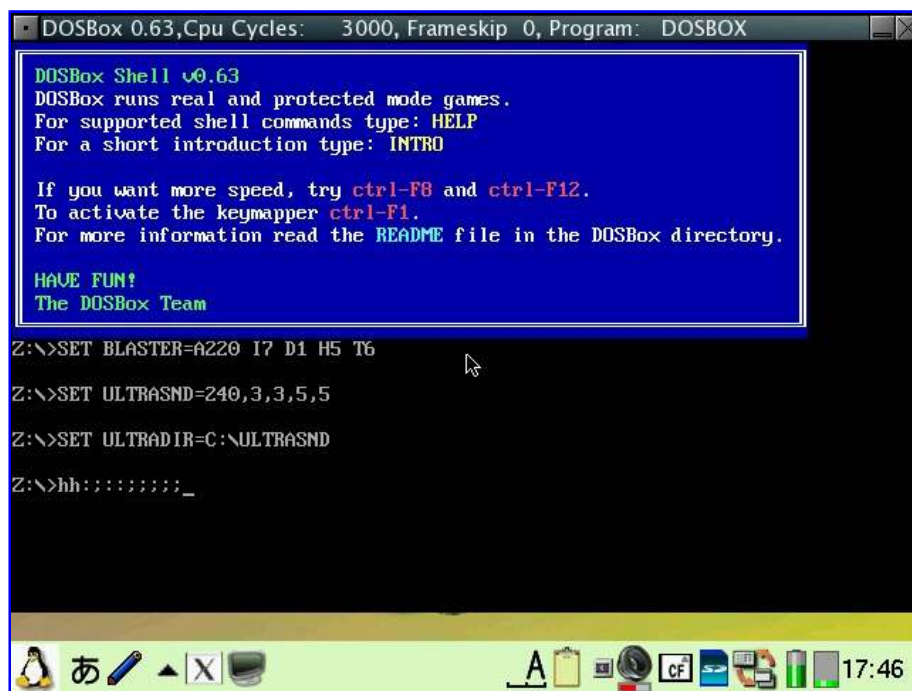 DOSBox 0.63,Cpu Cycles: 3000, Frameskip 0, Program: DOSBOX
DOSBox Shell v0.63
DOSBox runs real and protected mode games.
For supported shell commands type: HELP
For a short introduction type: INTRO
If you want more speed, try ctrl-F8 and ctrl-F12.
To activate the keymapper ctrl-F1.
For more information read the README file in the DOSBox directory.
HAVE FUN!
The DOSBox Team
Z:\>SET BLASTER=A220 I7 D1 H5 T6
Z:\>SET ULTRASND=240,3,3,5,5
Z:\>SET ULTRADIR=C:\ULTRASND
Z:\>hh:;::;;;;;_
あ X A CF 17:46